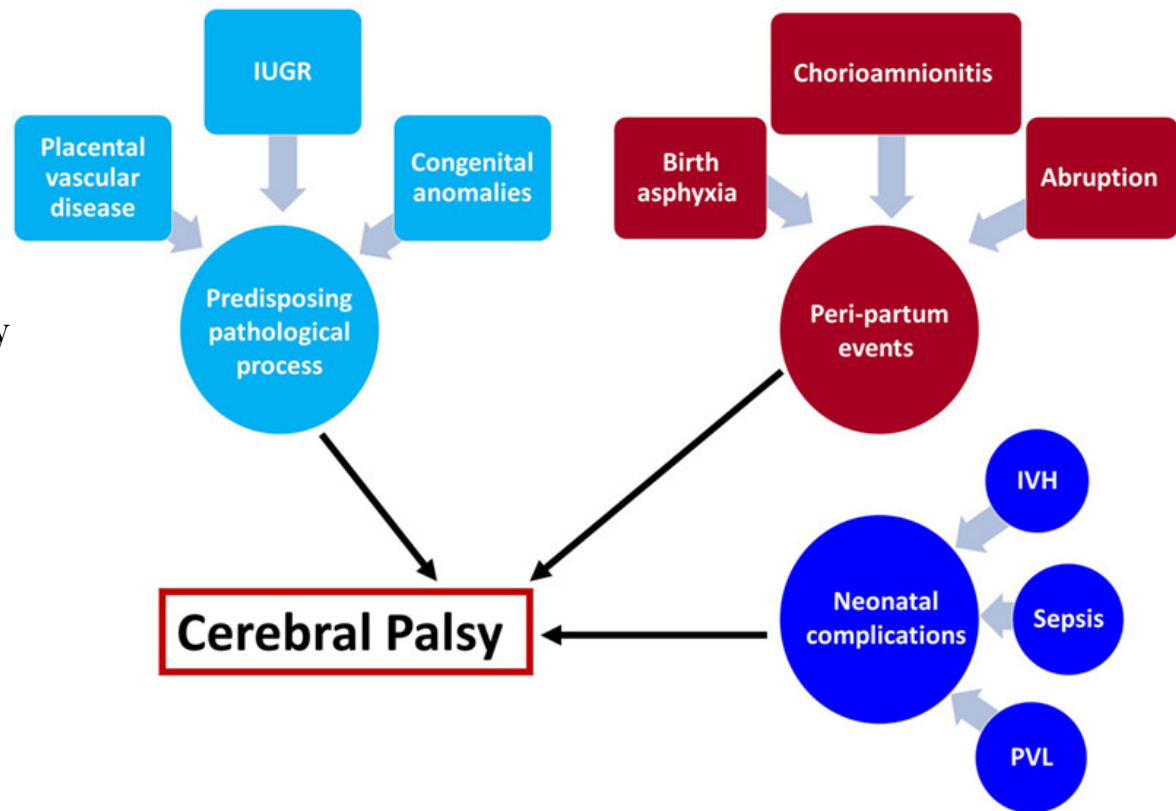 IUGR
Placental
vascular
disease
Congenital
anomalies
Predisposing
pathological
process
Chorioamnionitis
Birth
asphyxia
Abruption
Peri-partum
events
y
IVH
Neonatal
complications
Sepsis
PVL
Cerebral Palsy